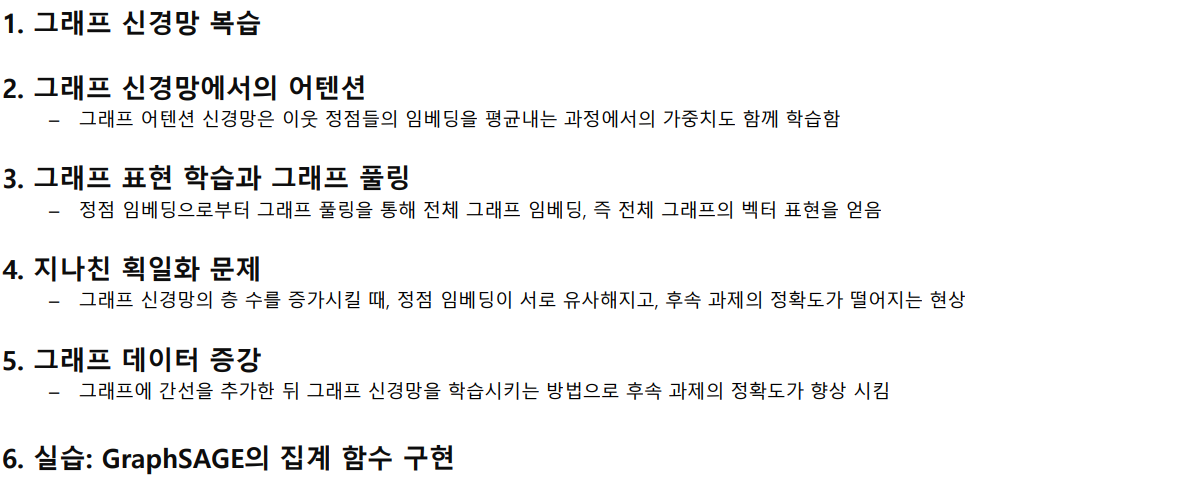 1. 그래프 신경망 복습
2. 그래프 신경망에서의 어텐션
– 그래프 어텐션 신경망은 이웃 정점들의 임베딩을 평균내는 과정에서의 가중치도 함께 학습함
3. 그래프 표현 학습과 그래프 풀링
– 정점 임베딩으로부터 그래프 풀링을 통해 전체 그래프 임베딩, 즉 전체 그래프의 벡터 표현을 얻음
4. 지나친 획일화 문제
– 그래프 신경망의 층 수를 증가시킬 때, 정점 임베딩이 서로 유사해지고, 후속 과제의 정확도가 떨어지는 현상
5. 그래프 데이터 증강
– 그래프에 간선을 추가한 뒤 그래프 신경망을 학습시키는 방법으로 후속 과제의 정확도가 향상 시킴
6. 실습: GraphSAGE의 집계 함수 구현